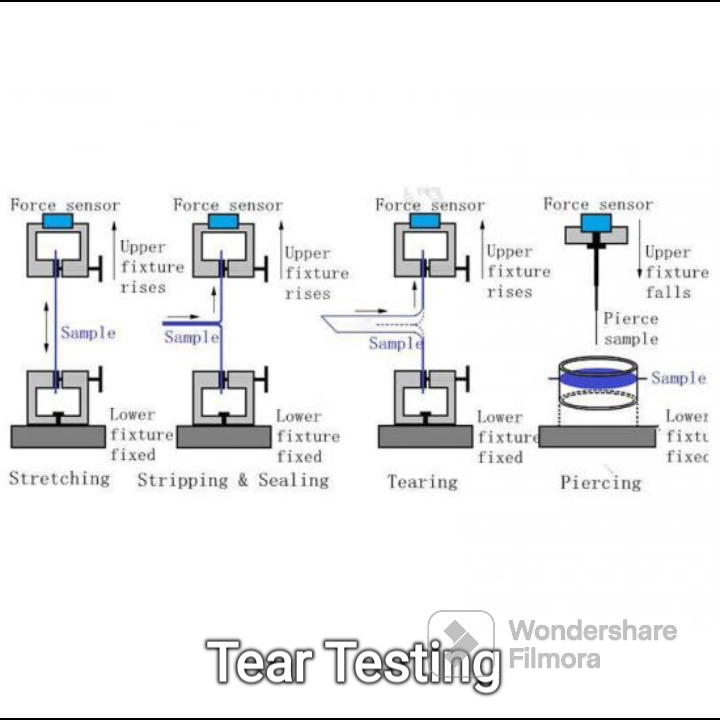 Force sensor
Upper
fixture
rises
Sample
Lower
fixture
fixed
Stretching
Force sensor
Upper
fixture
rises
Sample
Lower
fixture
fixed
Stripping & Sealing
Force sensor
Upper
fixture
rises
Sample
Lower
fixture
fixed
Tearing
Force sensor
Upper
fixture
falls
Pierce
sample
Sample
Lower
Piercing
Tear Testing
Wondershare
Filmora